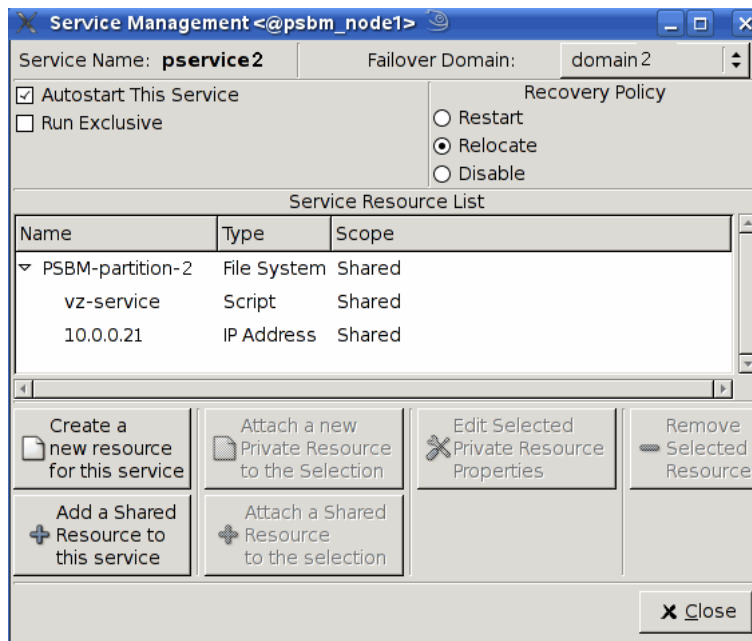 Service Management <@psbm_node1>
Service Name: pservice2
Failover Domain: domain 2
Autostart This Service
Run Exclusive
Recovery Policy
Restart
Relocate
Disable
Service Resource List
Name Type Scope
PSBM-partition-2 File System Shared
vz-service Script Shared
10.0.0.21 IP Address Shared
Create a
new resource
for this service
Attach a new
Private Resource
to the Selection
Edit Selected
Private Resource
Properties
Remove
Selected
Resource
Add a Shared
Resource to
this service
Attach a Shared
Resource
to the selection
Close